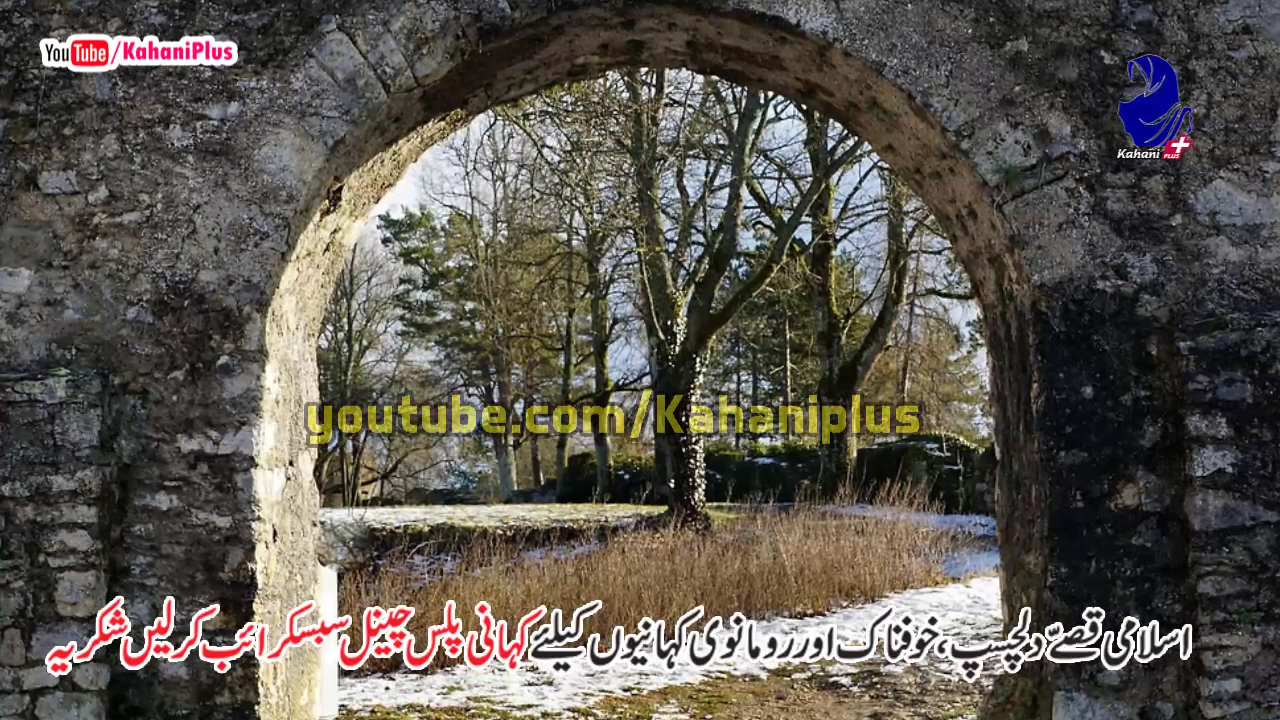 YouTube/KahaniPlus
Kahani PLUS
youtube.com/Kahaniplus
اسلامی قصے دلچسپ، خوفناک اور رومانوی کہانیوں کیلئے کہانی پلس چینل سبسکرائب کرلیں شکریہ